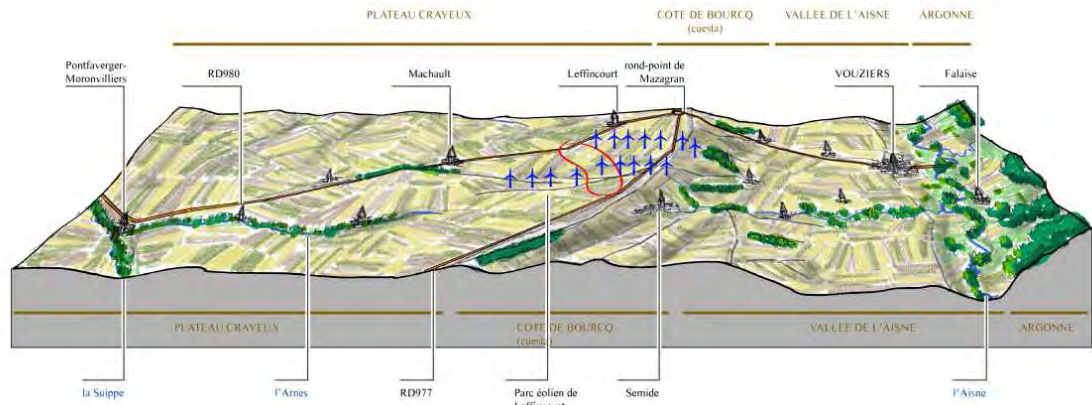 PLATEAU CRAYEUX
COTE DE BOURCQ
(cuesta)
VALLEE DE L'AISNE
ARGONNE
Pontfaverger-
Moronvilliers
RD980
Machault
Leffincourt
rond-point de
Mazagran
VOUZIERS
Falaise
PLATEAU CRAYEUX
COTE DE BOURCQ
(cuesta)
VALLEE DE L'AISNE
ARGONNE
la Suippe
l'Arnes
RD977
Parc éolien de
Leffincourt
Semide
l'Aisne